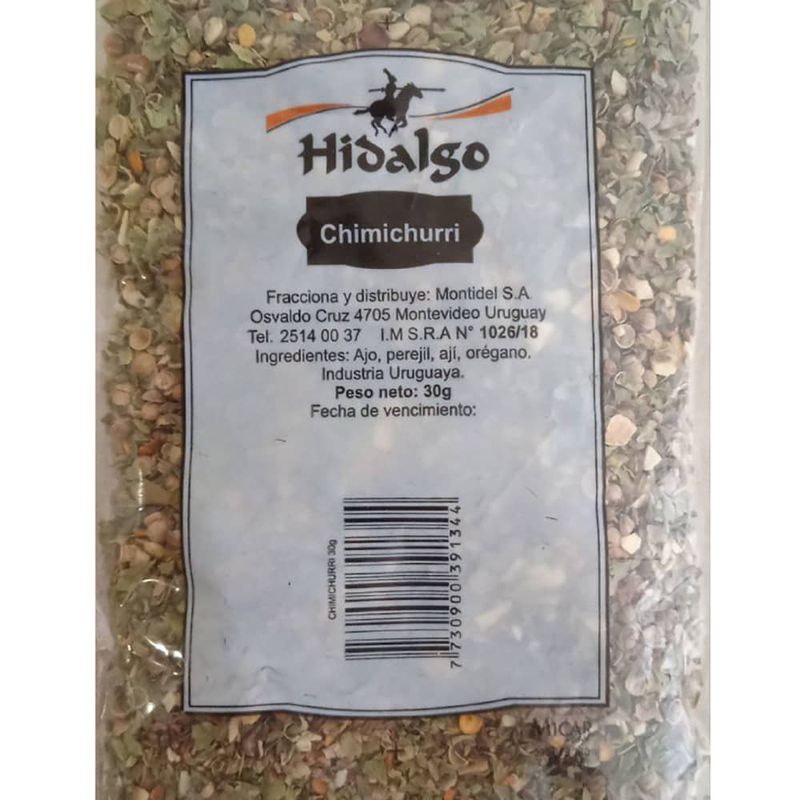 Hidalgo
Chimichurri
Fracciona y distribuye: Montidel S.A
Osvaldo Cruz 4705 Montevideo Uruguay
Tel. 2514 00 37 I.M S.R.A N° 1026/18
Ingredientes: Ajo, perejil, ají, orégano.
Industria Uruguaya.
Peso neto: 30g
Fecha de vencimiento:
CHIMICHURRI 30g
7 730900 391344
MICAR